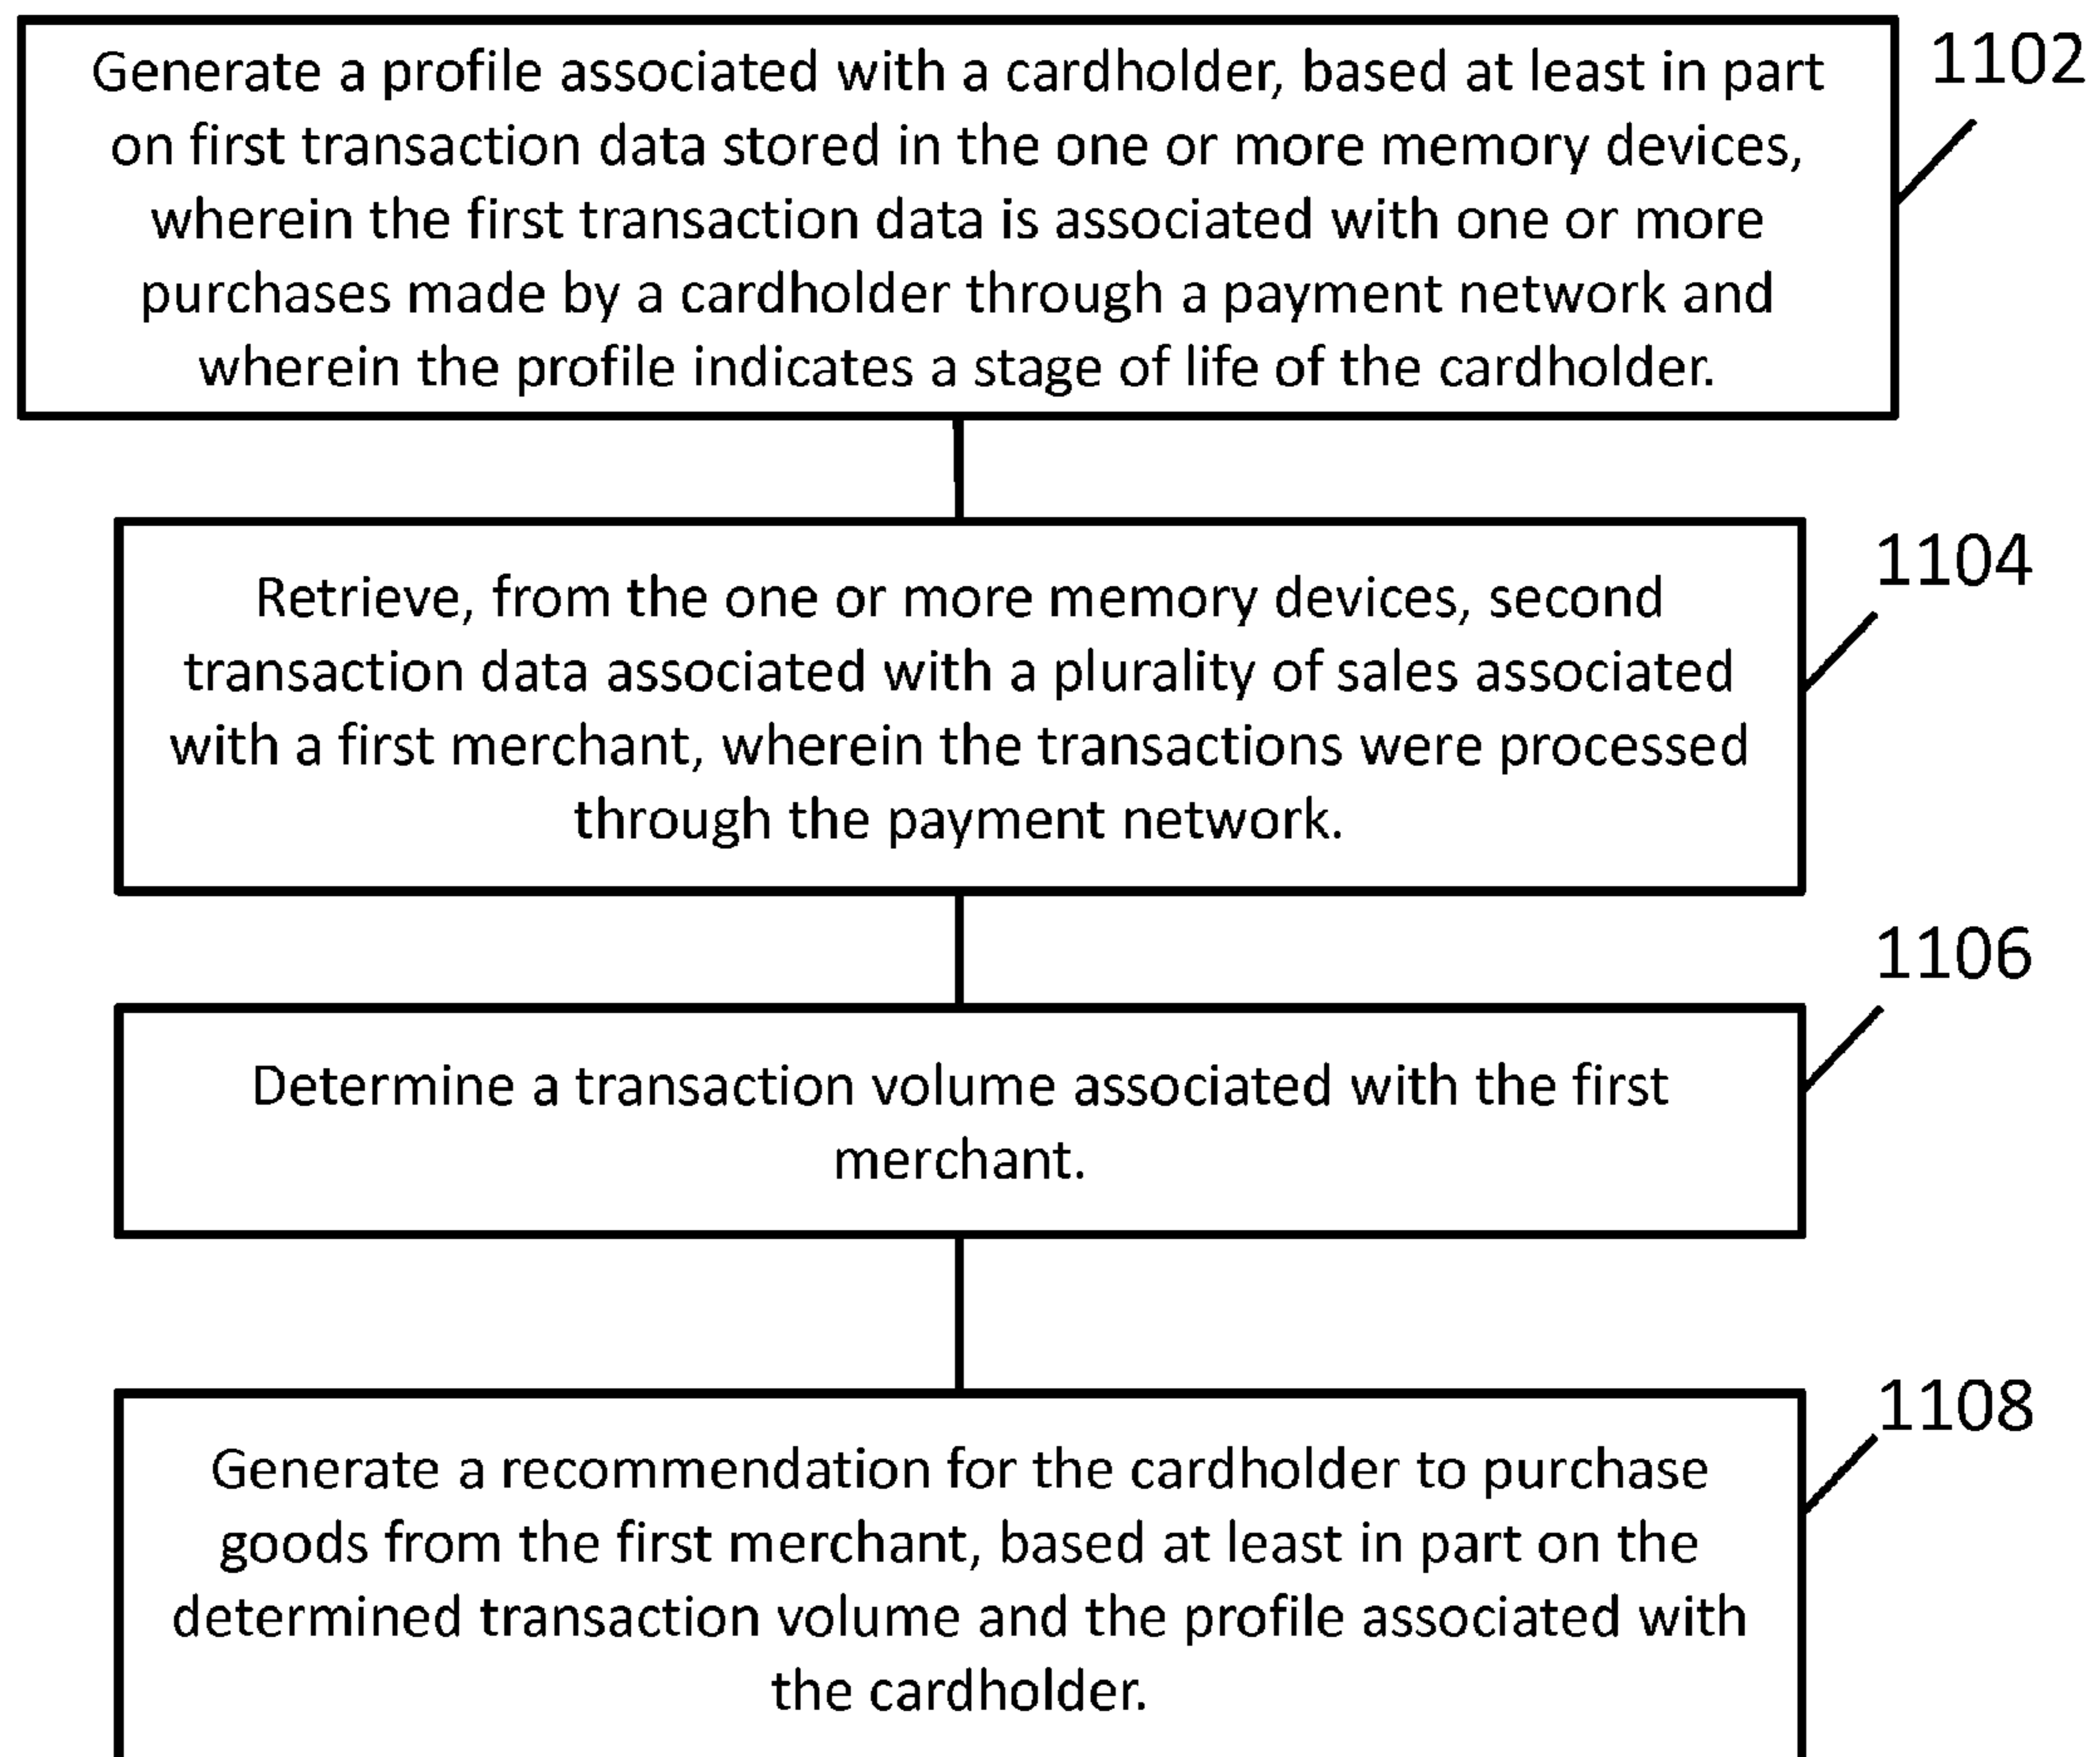 Generate a profile associated with a cardholder, based at least in part
on first transaction data stored in the one or more memory devices,
wherein the first transaction data is associated with one or more
purchases made by a cardholder through a payment network and
wherein the profile indicates a stage of life of the cardholder.
1102
Retrieve, from the one or more memory devices, second
transaction data associated with a plurality of sales associated
with a first merchant, wherein the transactions were processed
through the payment network.
1104
Determine a transaction volume associated with the first
merchant.
1106
Generate a recommendation for the cardholder to purchase
goods from the first merchant, based at least in part on the
determined transaction volume and the profile associated with
the cardholder.
1108